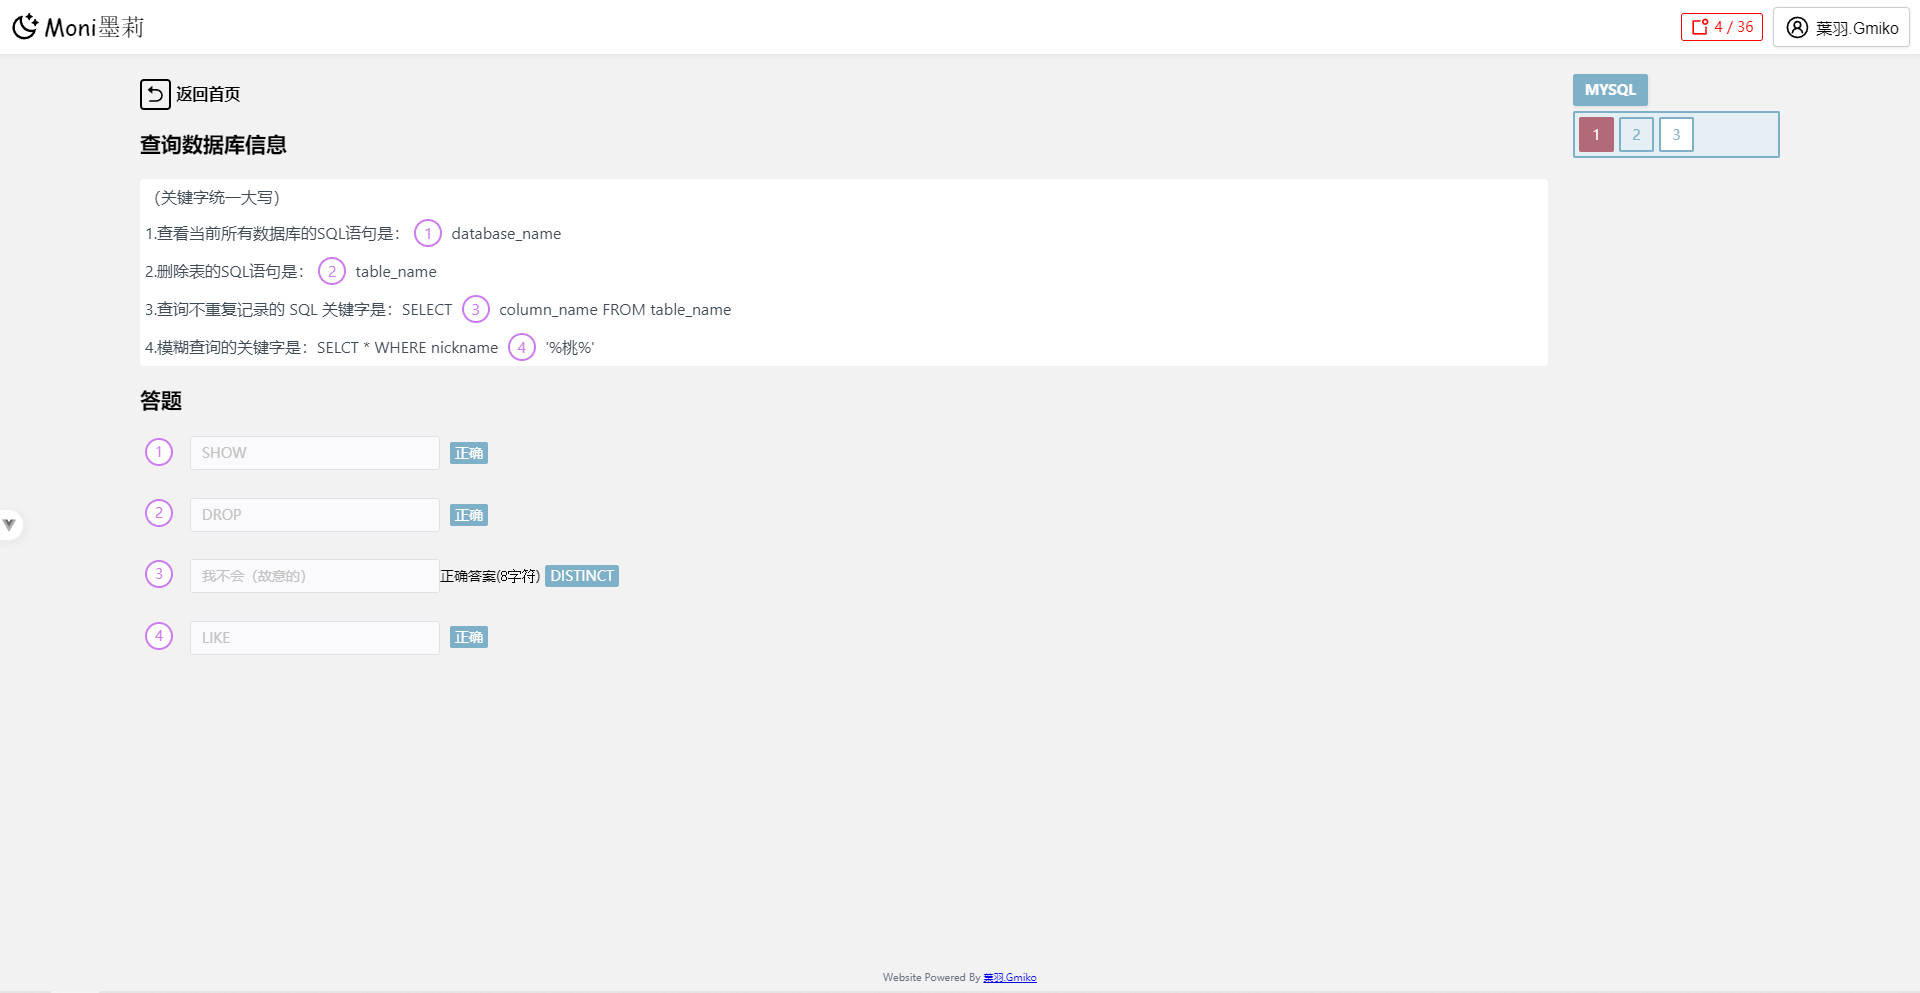 Moni墨莉
4 / 36
葉羽.Gmiko
返回首页
MYSQL
1 2 3
查询数据库信息
（关键字统一大写）
1.查看当前所有数据库的SQL语句是： 1 database_name
2.删除表的SQL语句是： 2 table_name
3.查询不重复记录的 SQL 关键字是：SELECT 3 column_name FROM table_name
4.模糊查询的关键字是：SELCT * WHERE nickname 4 '%桃%'
答题
1 SHOW 正确
2 DROP 正确
3 我不会（故意的） 正确答案(8字符) DISTINCT
4 LIKE 正确
Website Powered By 葉羽.Gmiko